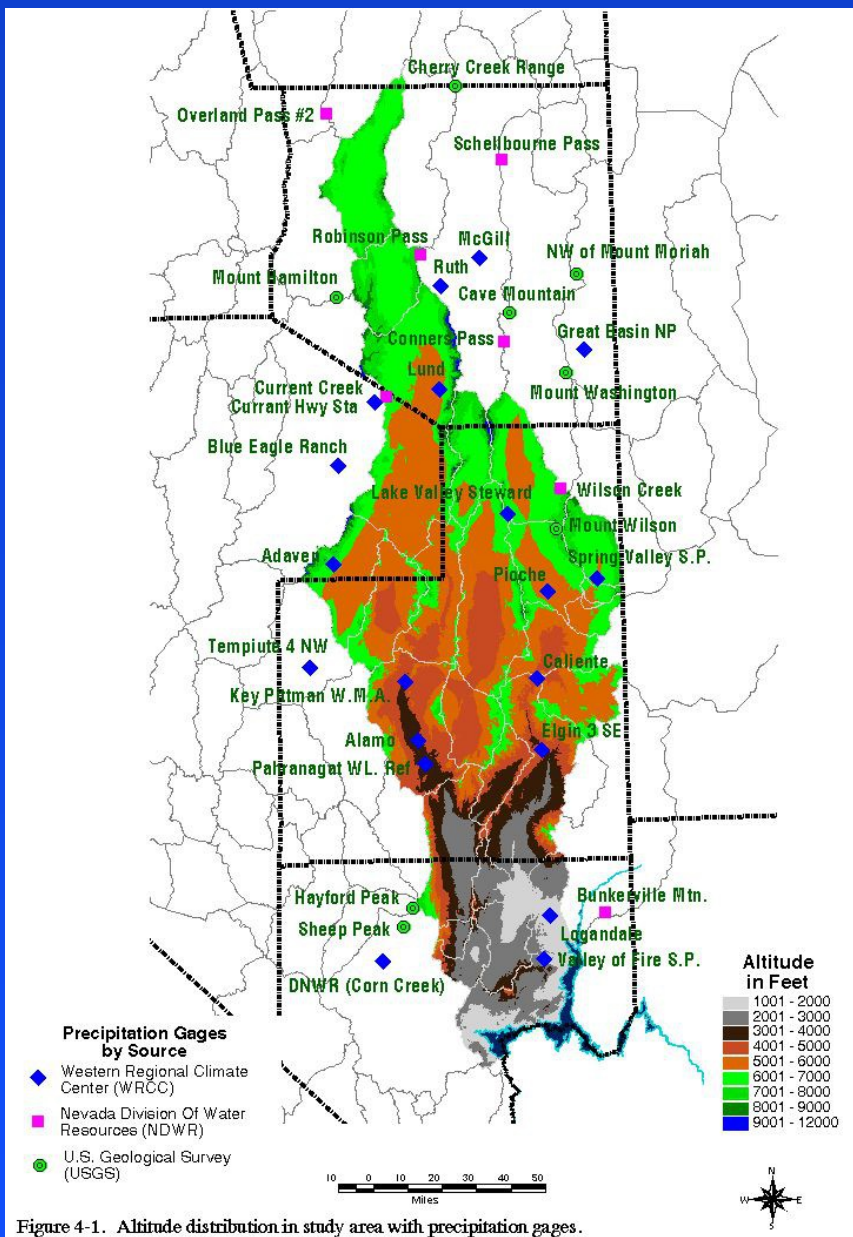 Cherry Creek Range
Overland Pass #2
Schellbourne Pass
Robinson Pass
McGill
NW of Mount Moriah
Ruth
Mount Hamilton
Cave Mountain
Conners Pass
Great Basin NP
Lund
Mount Washington
Current Creek
Currant Hwy Sta
Blue Eagle Ranch
Lake Valley Steward
Wilson Creek
Mount Wilson
Adaven
Spring Valley S.P.
Pioche
Tempiute 4 NW
Caliente
Key Pittman W.M.A.
Elgin 3 SE
Alamo
Pahranagat WL. Ref
Hayford Peak
Bunkerville Mtn.
Sheep Peak
Logandale
Valley of Fire S.P.
DNWR (Corn Creek)
Altitude
in Feet
1001 - 2000
2001 - 3000
3001 - 4000
4001 - 5000
5001 - 6000
6001 - 7000
7001 - 8000
8001 - 9000
9001 - 12000
Precipitation Gages
by Source
Western Regional Climate
Center (WRCC)
Nevada Division Of Water
Resources (NDWR)
U.S. Geological Survey
(USGS)
10 0 10 20 30 40 50
Miles
N
W E
S
Figure 4-1. Altitude distribution in study area with precipitation gages.